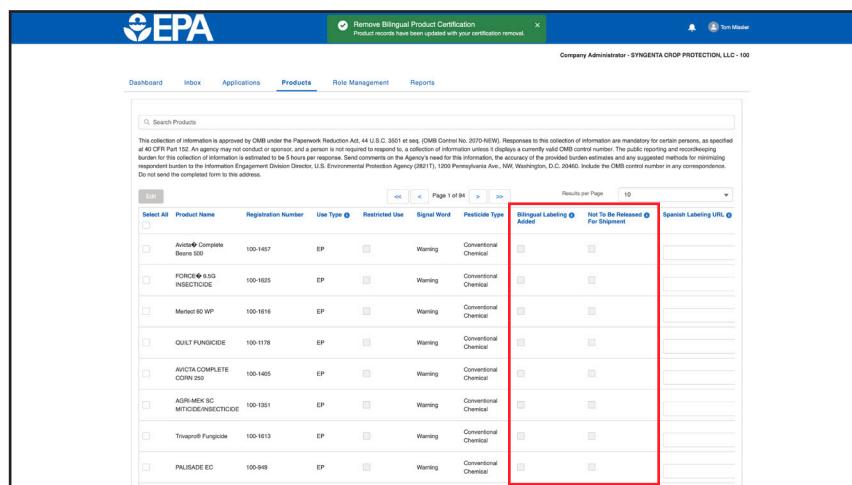 EPA
Remove Bilingual Product Certification
Product records have been updated with your certification removal.
×
Tom Misxler
Company Administrator - SYNGENTA CROP PROTECTION, LLC - 100
Dashboard Inbox Applications Products Role Management Reports
Search Products
This collection of information is approved by OMB under the Paperwork Reduction Act, 44 U.S.C. 3501 et seq. (OMB Control No. 2070-NEW). Responses to this collection of information are mandatory for certain persons, as specified
at 40 CFR Part 152. An agency may not conduct or sponsor, and a person is not required to respond to, a collection of information unless it displays a currently valid OMB control number. The public reporting and recordkeeping
burden for this collection of information is estimated to be 5 hours per response. Send comments on the Agency's need for this information, the accuracy of the provided burden estimates and any suggested methods for minimizing
respondent burden to the Information Engagement Division Director, U.S. Environmental Protection Agency (2821T), 1200 Pennsylvania Ave., NW, Washington, D.C. 20460. Include the OMB control number in any correspondence.
Do not send the completed form to this address.
Edit
<< < Page 1 of 94 > >>
Results per Page 10
Select All Product Name Registration Number Use Type Restricted Use Signal Word Pesticide Type Bilingual Labeling Added Not To Be Released For Shipment Spanish Labeling URL
Avicta� Complete Beans 500 100-1457 EP Warning Conventional Chemical
FORCE� 6.5G INSECTICIDE 100-1625 EP Warning Conventional Chemical
Mertect 60 WP 100-1616 EP Warning Conventional Chemical
QUILT FUNGICIDE 100-1178 EP Warning Conventional Chemical
AVICTA COMPLETE CORN 250 100-1405 EP Warning Conventional Chemical
AGRI-MEK SC MITICIDE/INSECTICIDE 100-1351 EP Warning Conventional Chemical
Trivapro® Fungicide 100-1613 EP Warning Conventional Chemical
PALISADE EC 100-949 EP Warning Conventional Chemical